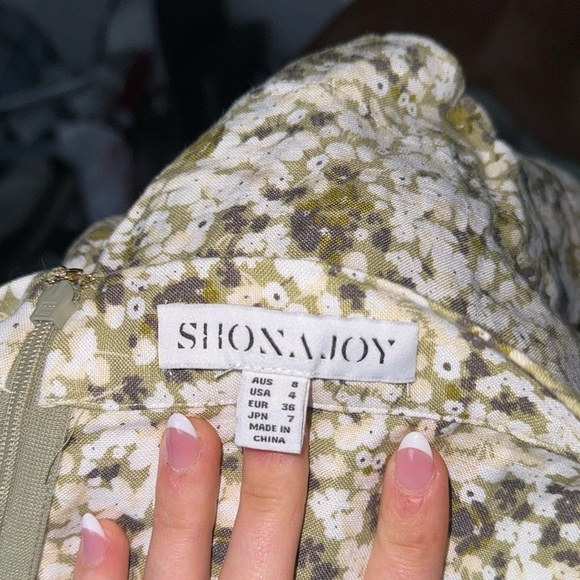 SHONA JOY
AUS 8
USA 4
EUR 36
JPN 7
MADE IN
CHINA